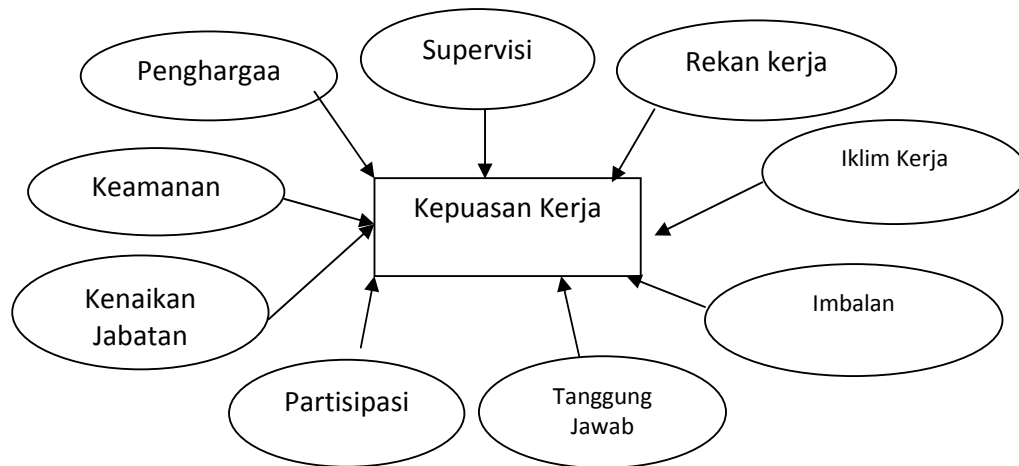 Supervisi
Rekan kerja
Penghargaa
Iklim Kerja
Keamanan
Kepuasan Kerja
Kenaikan
Jabatan
Imbalan
Partisipasi
Tanggung
Jawab